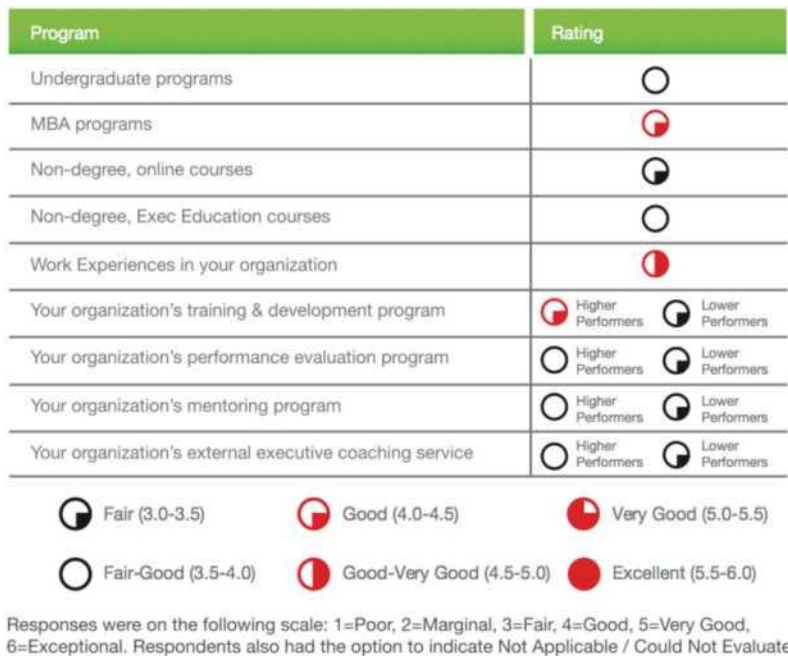 Program Rating
Undergraduate programs
MBA programs
Non-degree, online courses
Non-degree, Exec Education courses
Work Experiences in your organization
Your organization's training & development program Higher Performers Lower Performers
Your organization's performance evaluation program Higher Performers Lower Performers
Your organization's mentoring program Higher Performers Lower Performers
Your organization's external executive coaching service Higher Performers Lower Performers
Fair (3.0-3.5) Good (4.0-4.5) Very Good (5.0-5.5)
Fair-Good (3.5-4.0) Good-Very Good (4.5-5.0) Excellent (5.5-6.0)
Responses were on the following scale: 1=Poor, 2=Marginal, 3=Fair, 4=Good, 5=Very Good,
6=Exceptional. Respondents also had the option to indicate Not Applicable / Could Not Evaluate